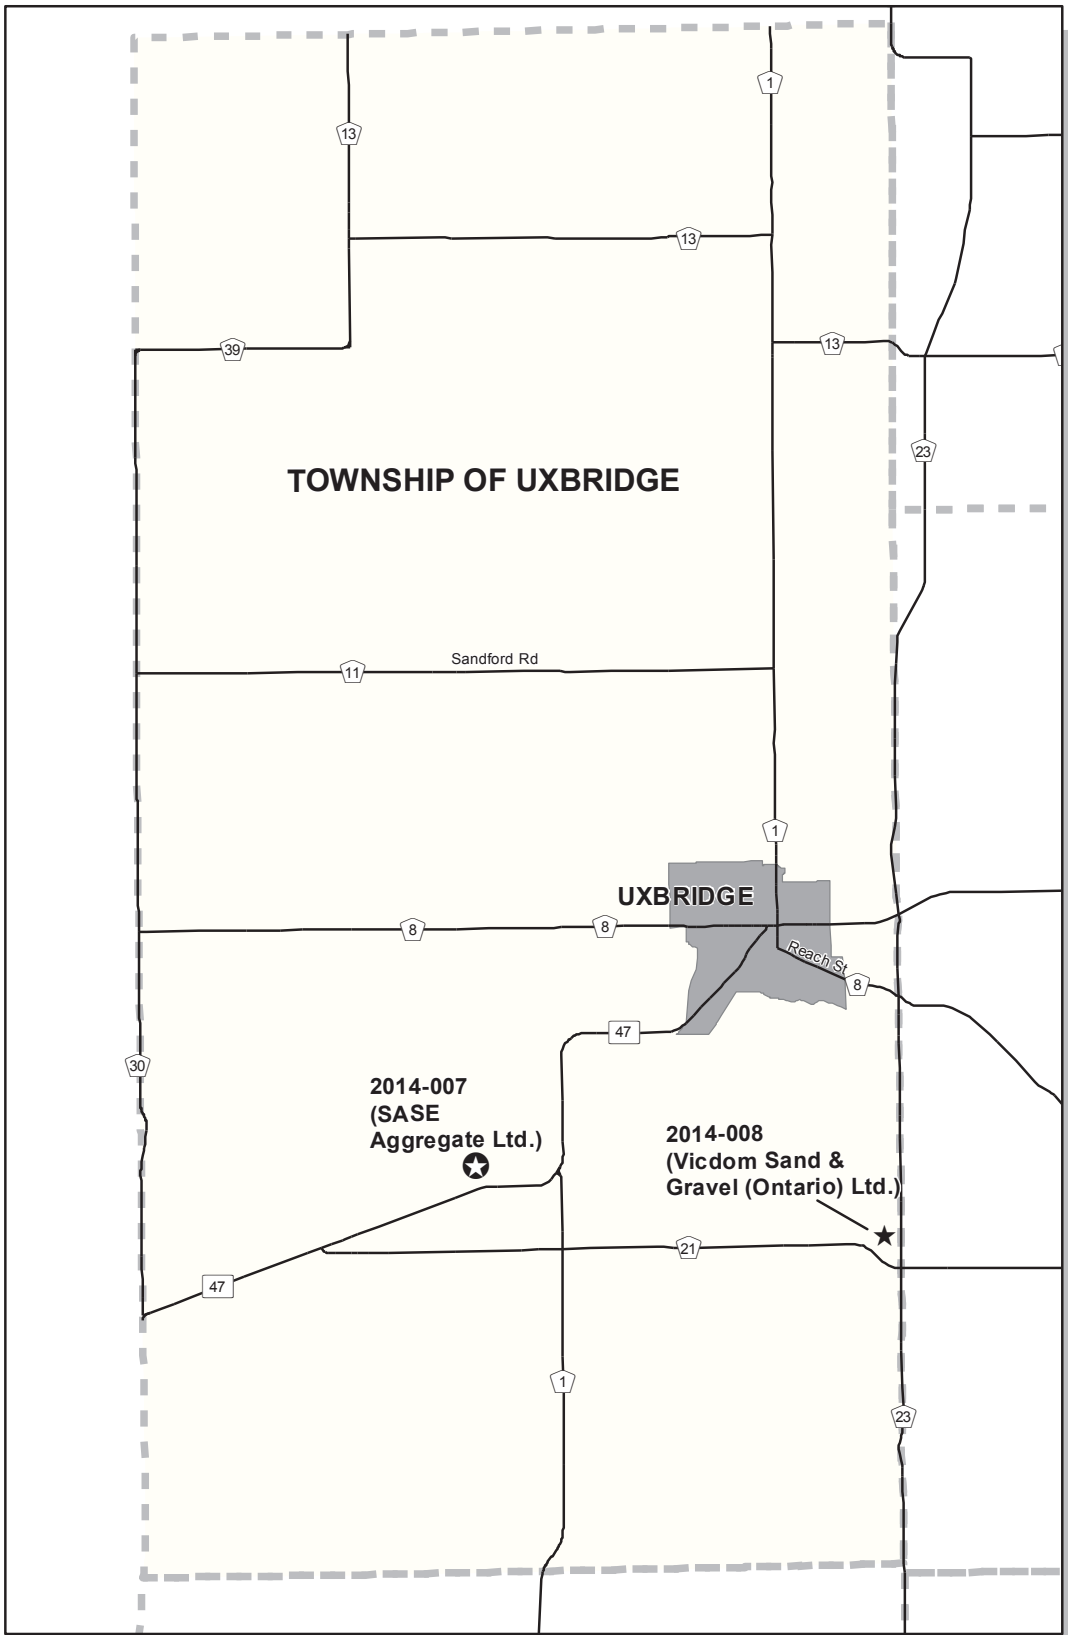 1
13
13
39
13
23
TOWNSHIP OF UXBRIDGE
Sandford Rd
11
1
UXBRIDGE
8
8
Reach St
8
47
30
2014-007
(SASE
Aggregate Ltd.)
2014-008
(Vicdom Sand &
Gravel (Ontario) Ltd.)
21
47
1
23